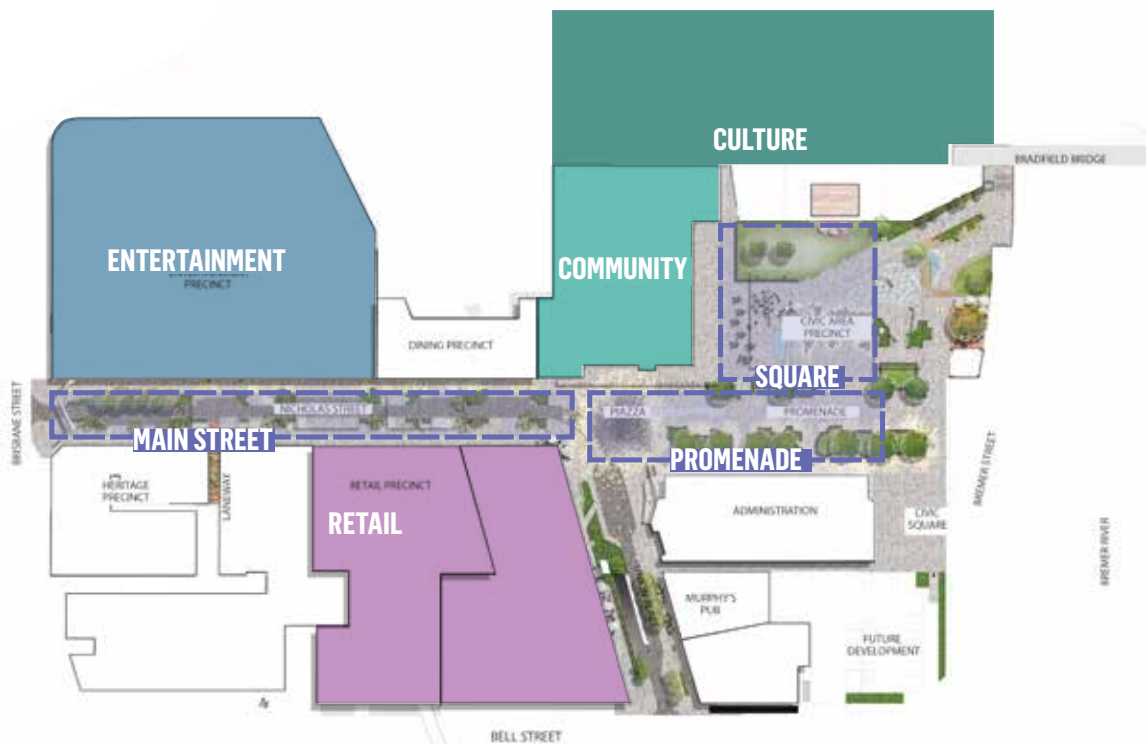 CULTURE
BRADFIELD BRIDGE
ENTERTAINMENT
PRECINCT
COMMUNITY
DINING PRECINCT
CIVIC AREA
PRECINCT
SQUARE
BRISBANE STREET
NICHOLAS STREET
MAIN STREET
PIAZZA
PROMENADE
PROMENADE
HERITAGE
PRECINCT
LANEWAY
RETAIL PRECINCT
RETAIL
ADMINISTRATION
CIVIC
SQUARE
BREMER STREET
BREMER RIVER
MURPHY'S
PUB
FUTURE
DEVELOPMENT
BELL STREET